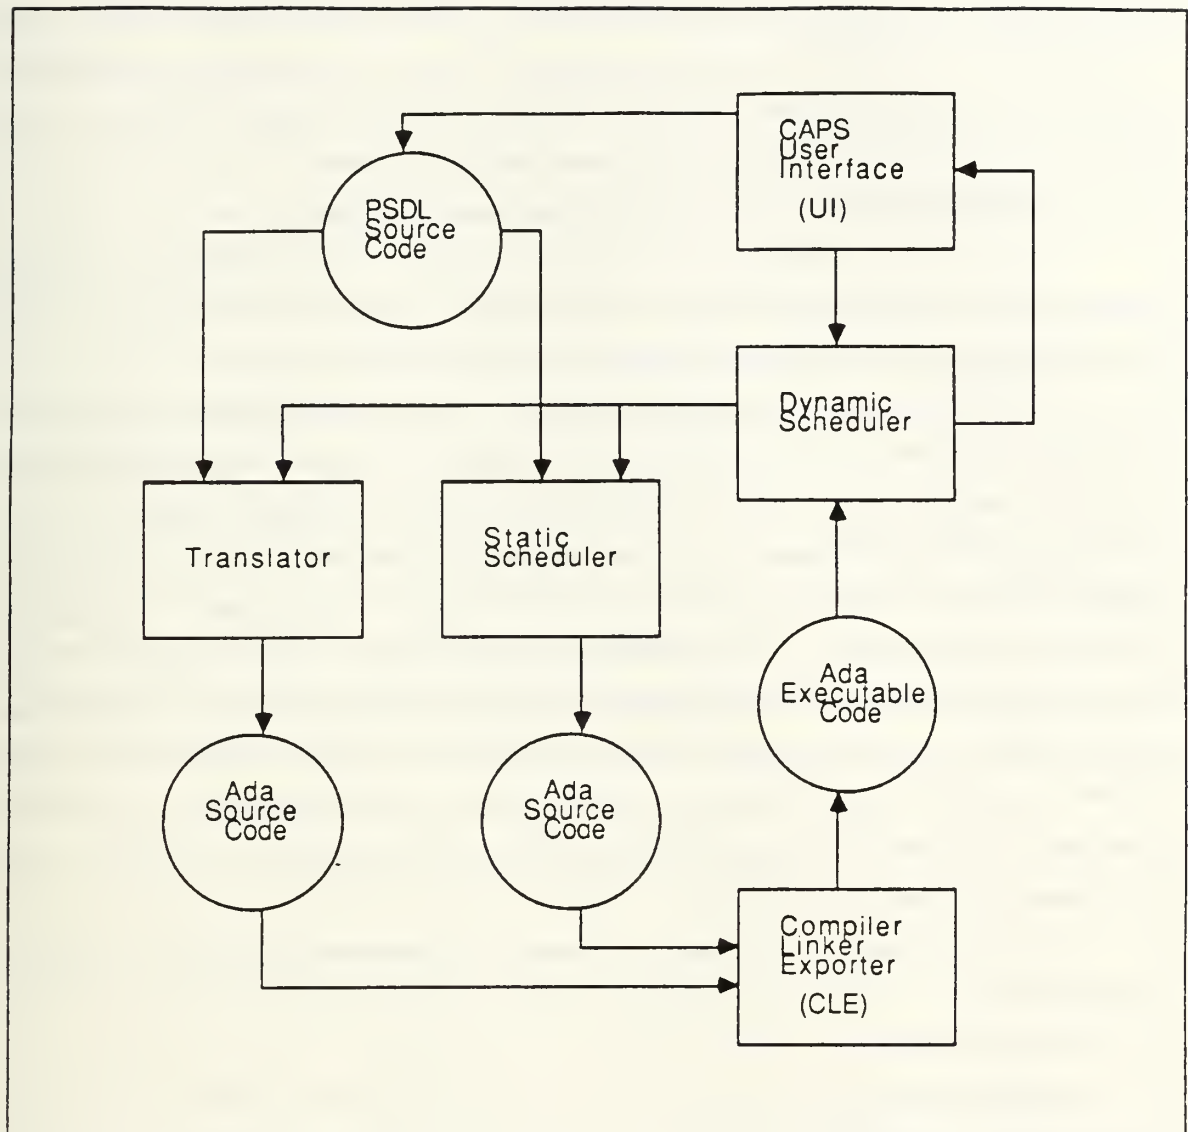 CAPS
User
Interface
(UI)
PSDL
Source
Code
Dynamic
Scheduler
Translator
Static
Scheduler
Ada
Executable
Code
Ada
Source
Code
Ada
Source
Code
Compiler
Linker
Exporter
(CLE)